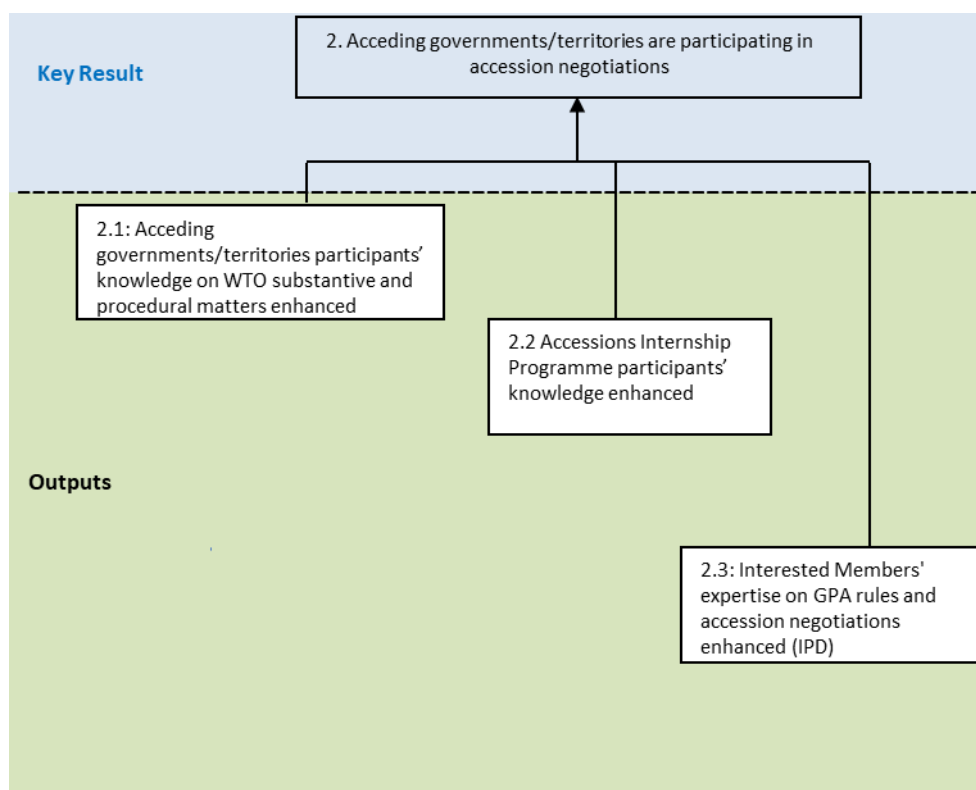 2. Acceding governments/territories are participating in
accession negotiations
Key Result
2.1: Acceding
governments/territories participants’
knowledge on WTO substantive and
procedural matters enhanced
2.2 Accessions Internship
Programme participants’
knowledge enhanced
Outputs
2.3: Interested Members'
expertise on GPA rules and
accession negotiations
enhanced (IPD)